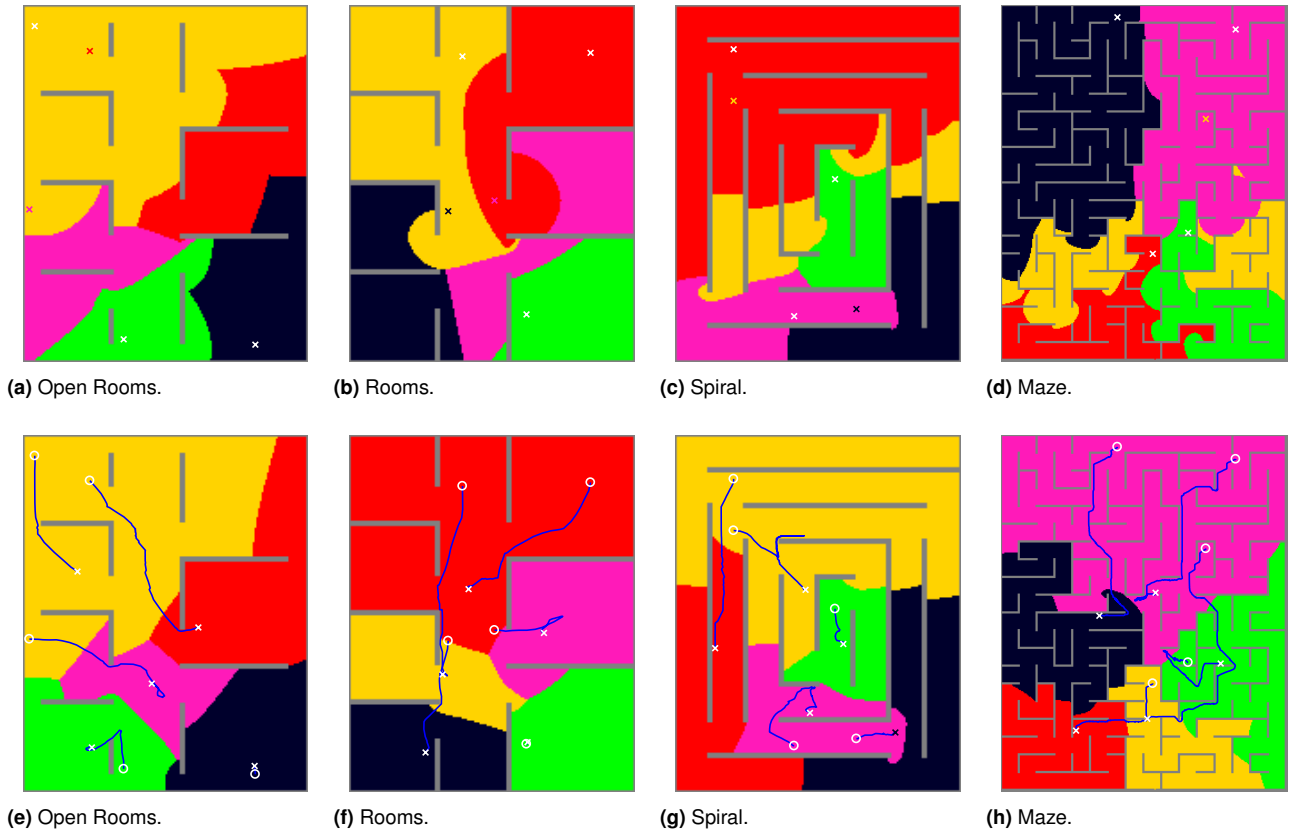 (a) Open Rooms.
(b) Rooms.
(c) Spiral.
(d) Maze.
(e) Open Rooms.
(f) Rooms.
(g) Spiral.
(h) Maze.